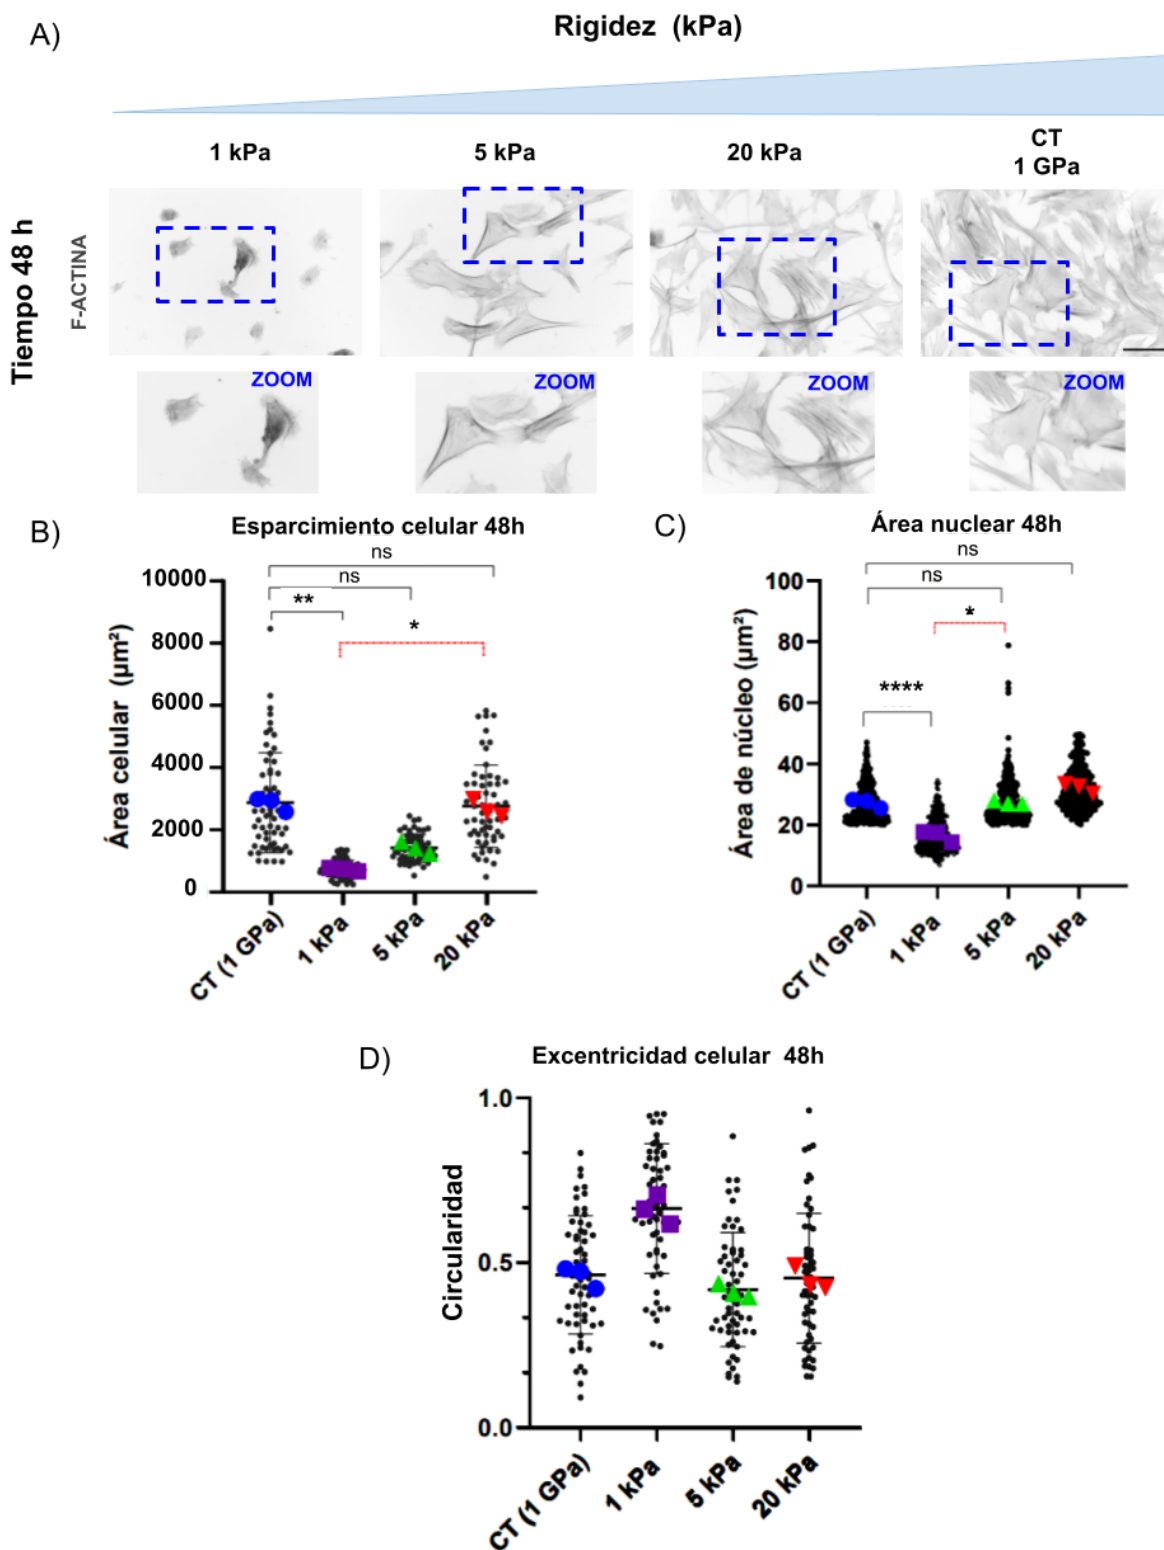 A)
Rigidez (kPa)
1 kPa
5 kPa
20 kPa
CT
1 GPa
Tiempo 48 h
F-ACTINA
ZOOM
ZOOM
ZOOM
ZOOM
B)
Esparcimiento celular 48h
ns
ns
**
*
10000
8000
6000
4000
2000
0
Área celular (µm²)
CT (1 GPa)
1 kPa
5 kPa
20 kPa
C)
Área nuclear 48h
ns
ns
*
****
100
80
60
40
20
0
Área de núcleo (µm²)
CT (1 GPa)
1 kPa
5 kPa
20 kPa
D)
Excentricidad celular 48h
1.0
0.5
0.0
Circularidad
CT (1 GPa)
1 kPa
5 kPa
20 kPa